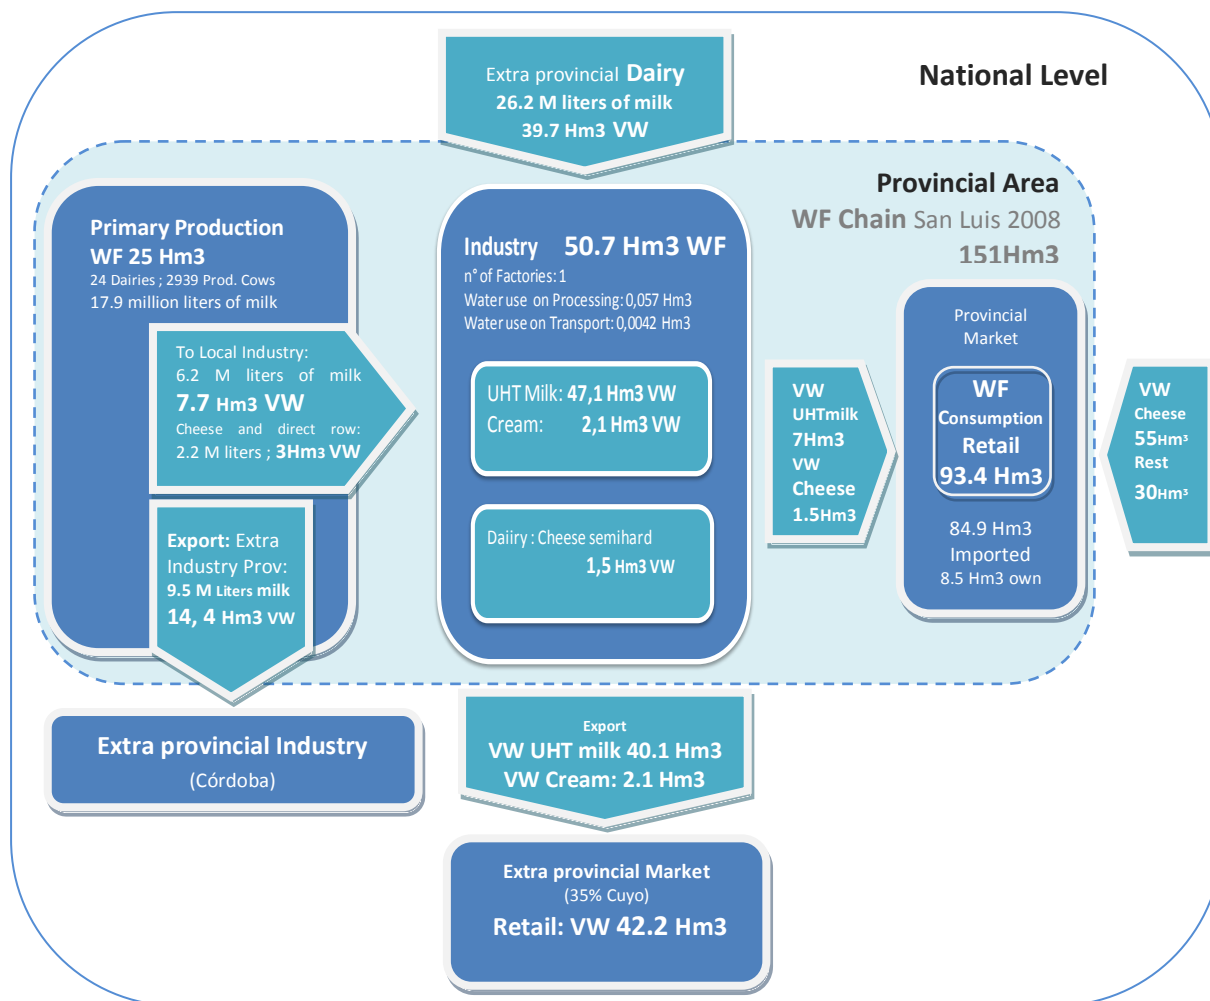 National Level
Extra provincial Dairy
26.2 M liters of milk
39.7 Hm3 VW
Provincial Area
WF Chain San Luis 2008
151Hm3
Primary Production
WF 25 Hm3
24 Dairies ; 2939 Prod. Cows
17.9 million liters of milk
To Local Industry:
6.2 M liters of milk
7.7 Hm3 VW
Cheese and direct row:
2.2 M liters ; 3Hm3 VW
Export: Extra
Industry Prov:
9.5 M Liters milk
14, 4 Hm3 VW
Extra provincial Industry
(Córdoba)
Industry 50.7 Hm3 WF
n° of Factories: 1
Water use on Processing: 0,057 Hm3
Water use on Transport: 0,0042 Hm3
UHT Milk: 47,1 Hm3 VW
Cream: 2,1 Hm3 VW
Daiiry : Cheese semihard
1,5 Hm3 VW
Export
VW UHT milk 40.1 Hm3
VW Cream: 2.1 Hm3
Extra provincial Market
(35% Cuyo)
Retail: VW 42.2 Hm3
VW
UHTmilk
7Hm3
VW
Cheese
1.5Hm3
Provincial
Market
WF
Consumption
Retail
93.4 Hm3
84.9 Hm3
Imported
8.5 Hm3 own
VW
Cheese
55Hm³
Rest
30Hm³